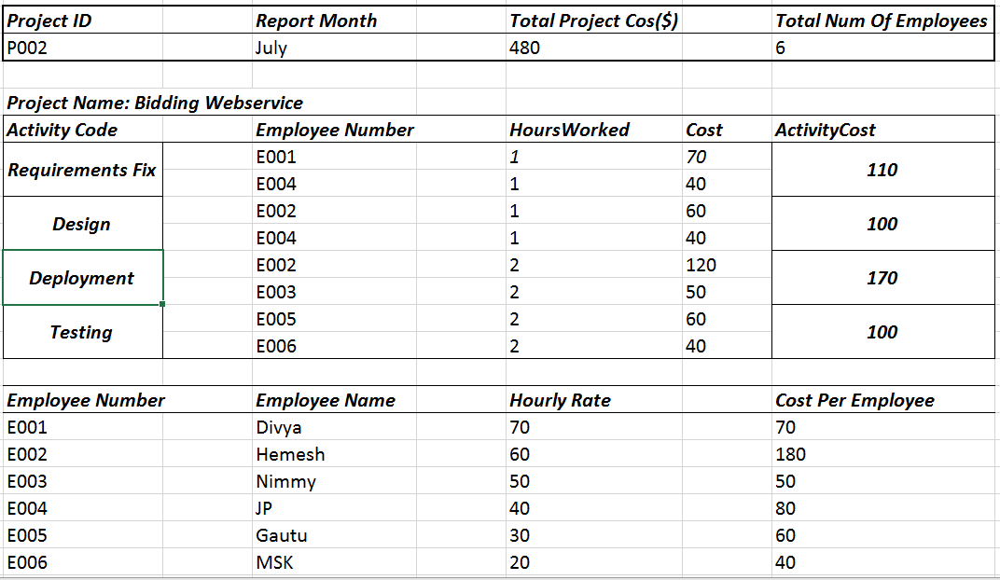 Project ID Report Month Total Project Cos($) Total Num Of Employees
P002 July 480 6
Project Name: Bidding Webservice
Activity Code Employee Number HoursWorked Cost ActivityCost
Requirements Fix E001 1 70 110
E004 1 40
Design E002 1 60 100
E004 1 40
Deployment E002 2 120 170
E003 2 50
Testing E005 2 60 100
E006 2 40
Employee Number Employee Name Hourly Rate Cost Per Employee
E001 Divya 70 70
E002 Hemesh 60 180
E003 Nimmy 50 50
E004 JP 40 80
E005 Gautu 30 60
E006 MSK 20 40